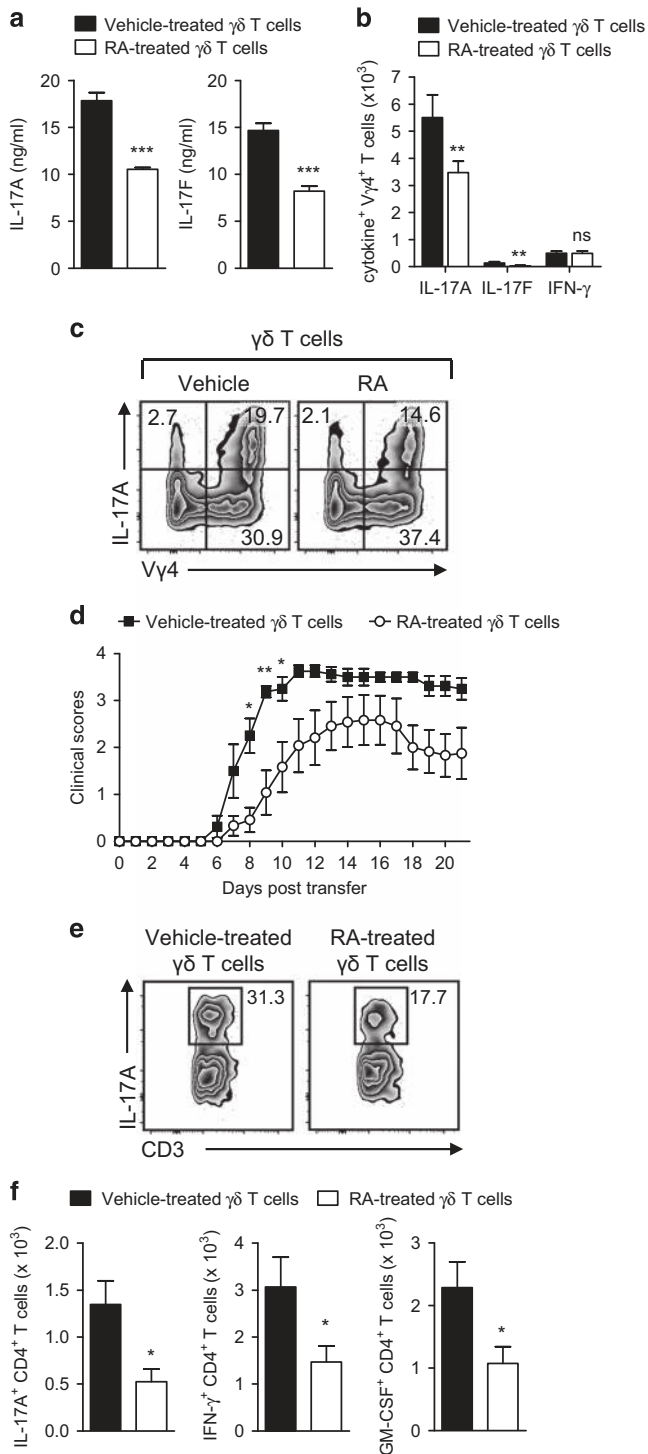 a
Vehicle-treated γδ T cells
RA-treated γδ T cells
IL-17A (ng/ml)
20
15
10
5
0
***
IL-17F (ng/ml)
20
15
10
5
0
***
b
Vehicle-treated γδ T cells
RA-treated γδ T cells
cytokine⁺ Vγ4⁺ T cells (x10³)
7
6
5
4
3
2
1
0
**
**
ns
IL-17A IL-17F IFN-γ
c
γδ T cells
Vehicle RA
2.7 19.7 2.1 14.6
30.9 37.4
IL-17A
Vγ4
d
Vehicle-treated γδ T cells RA-treated γδ T cells
Clinical scores
4
3
2
1
0
* ** *
0 2 4 6 8 10 12 14 16 18 20
Days post transfer
e
Vehicle-treated γδ T cells
RA-treated γδ T cells
31.3 17.7
IL-17A
CD3
f
Vehicle-treated γδ T cells RA-treated γδ T cells
IL-17A⁺ CD4⁺ T cells (x 10³)
2.0
1.5
1.0
0.5
0.0
*
IFN-γ⁺ CD4⁺ T cells (x 10³)
4
3
2
1
0
*
GM-CSF⁺ CD4⁺ T cells (x 10³)
3
2
1
0
*